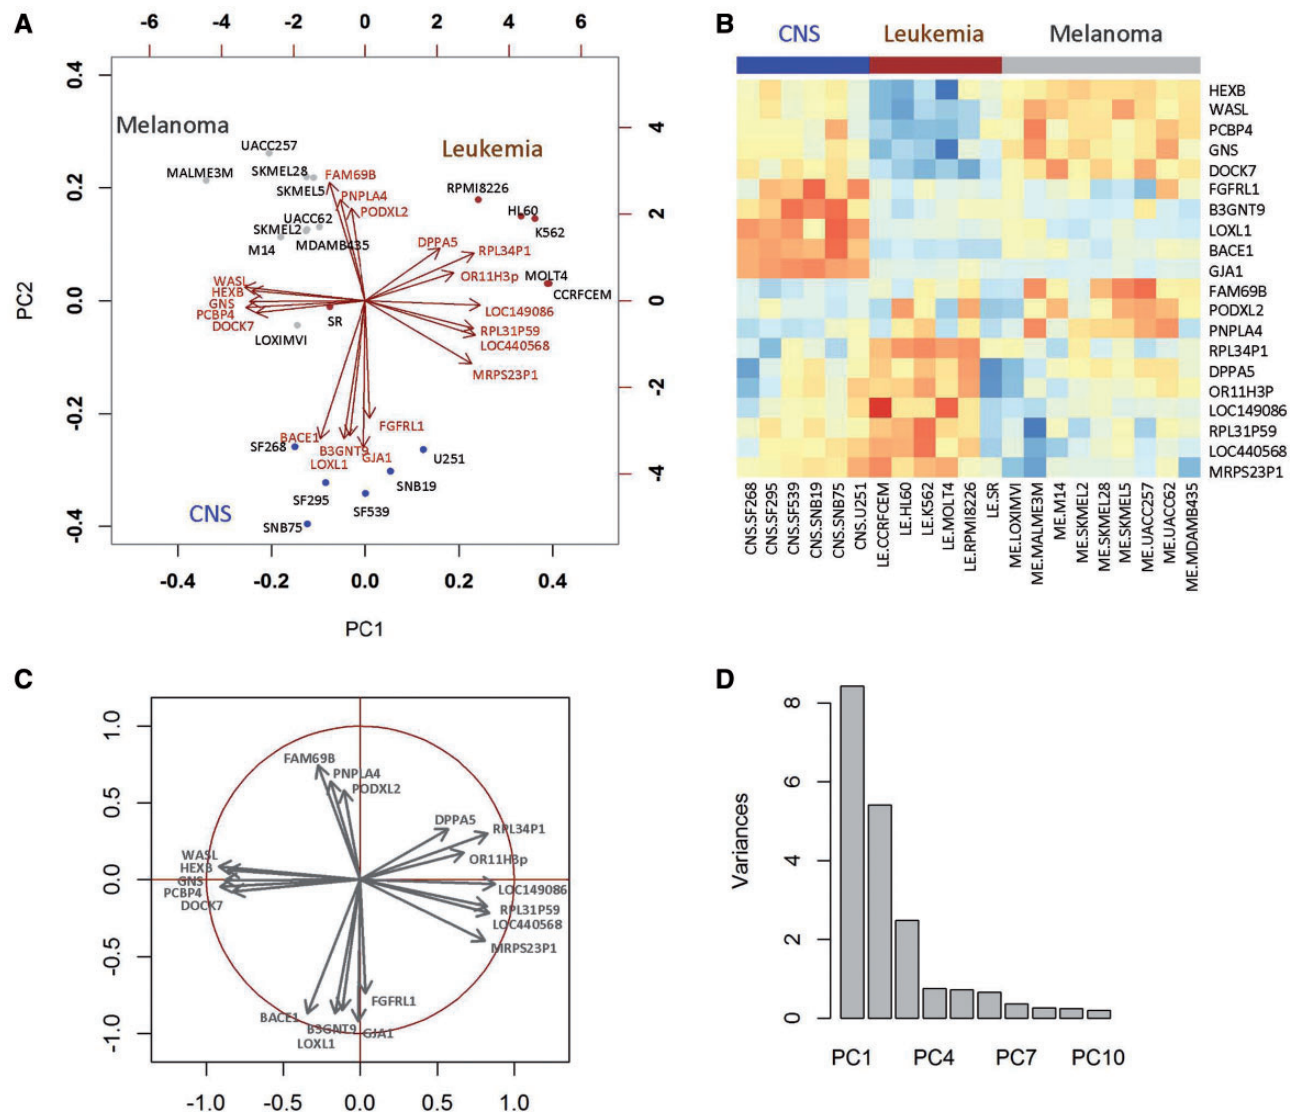 A
-6 -4 -2 0 2 4 6
0.4
0.2
0.0
-0.2
-0.4
PC2
4
2
0
-2
-4
Melanoma
Leukemia
UACC257
MALME3M
SKMEL28
SKMEL5
FAM69B
PNPLA4
PODXL2
RPMI8226
HL60
K562
UACC62
SKMEL2
M14
MDAMB435
DPPA5
RPL34P1
OR11H3p
MOLT4
CCRFCEM
WASL
HEXB
GNS
PCBP4
DOCK7
SR
LOXIMVI
LOC149086
RPL31P59
LOC440568
MRPS23P1
BACE1
SF268
B3GNT9
LOXL1
GJA1
FGFRL1
U251
SNB19
SF295
SF539
CNS
SNB75
-0.4 -0.2 0.0 0.2 0.4
PC1
B
CNS Leukemia Melanoma
HEXB
WASL
PCBP4
GNS
DOCK7
FGFRL1
B3GNT9
LOXL1
BACE1
GJA1
FAM69B
PODXL2
PNPLA4
RPL34P1
DPPA5
OR11H3P
LOC149086
RPL31P59
LOC440568
MRPS23P1
CNS.SF268
CNS.SF295
CNS.SF539
CNS.SNB19
CNS.SNB75
CNS.U251
LE.CCRFCEM
LE.HL60
LE.K562
LE.MOLT4
LE.RPMI8226
LE.SR
ME.LOXIMVI
ME.MALME3M
ME.M14
ME.SKMEL2
ME.SKMEL28
ME.SKMEL5
ME.UACC257
ME.UACC62
ME.MDAMB435
C
1.0
0.5
0.0
-0.5
-1.0
FAM69B
PNPLA4
PODXL2
DPPA5
RPL34P1
OR11H3p
WASL
HEXB
GNS
PCBP4
DOCK7
LOC149086
RPL31P59
LOC440568
MRPS23P1
FGFRL1
BACE1
B3GNT9
GJA1
LOXL1
-1.0 -0.5 0.0 0.5 1.0
D
Variances
8
6
4
2
0
PC1 PC4 PC7 PC10